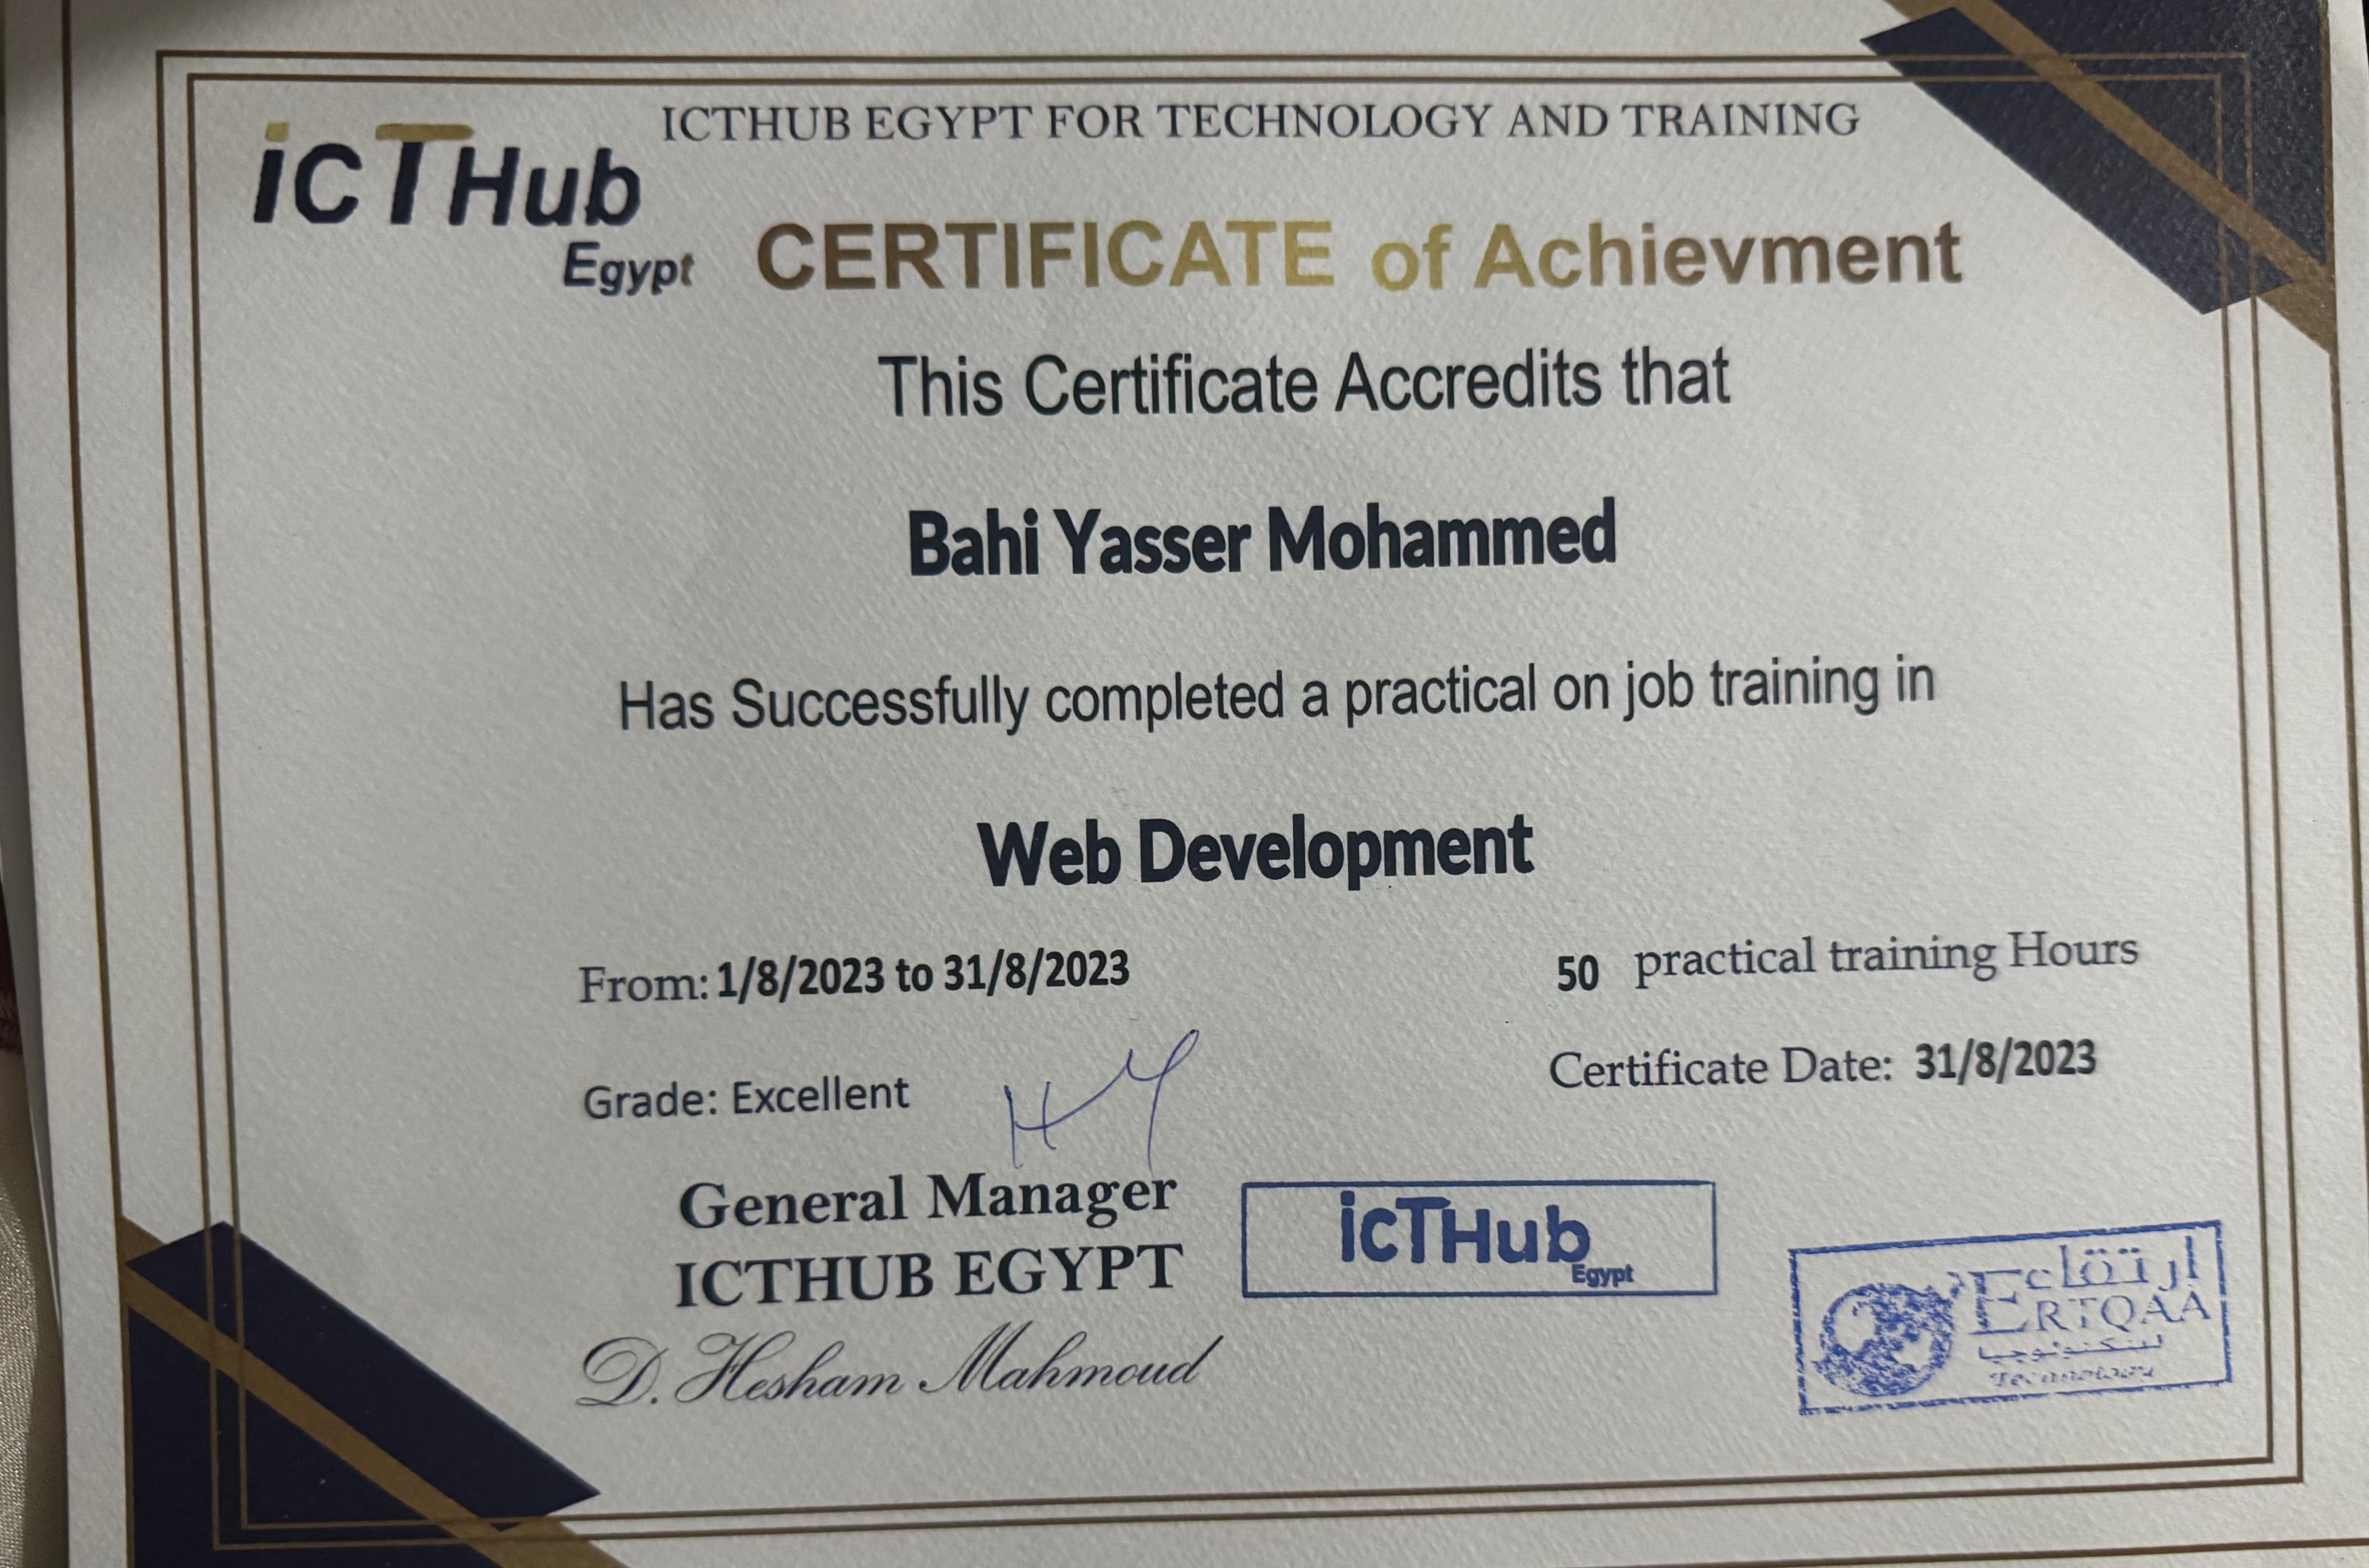 ICTHUB EGYPT FOR TECHNOLOGY AND TRAINING
icTHub
Egypt
CERTIFICATE of Achievment
This Certificate Accredits that
Bahi Yasser Mohammed
Has Successfully completed a practical on job training in
Web Development
From: 1/8/2023 to 31/8/2023
50 practical training Hours
Grade: Excellent
Certificate Date: 31/8/2023
General Manager
ICTHUB EGYPT
D. Hesham Mahmoud
icTHub
Egypt
ارتقاء
ERTQAA
للتكنولوجيا
Technology